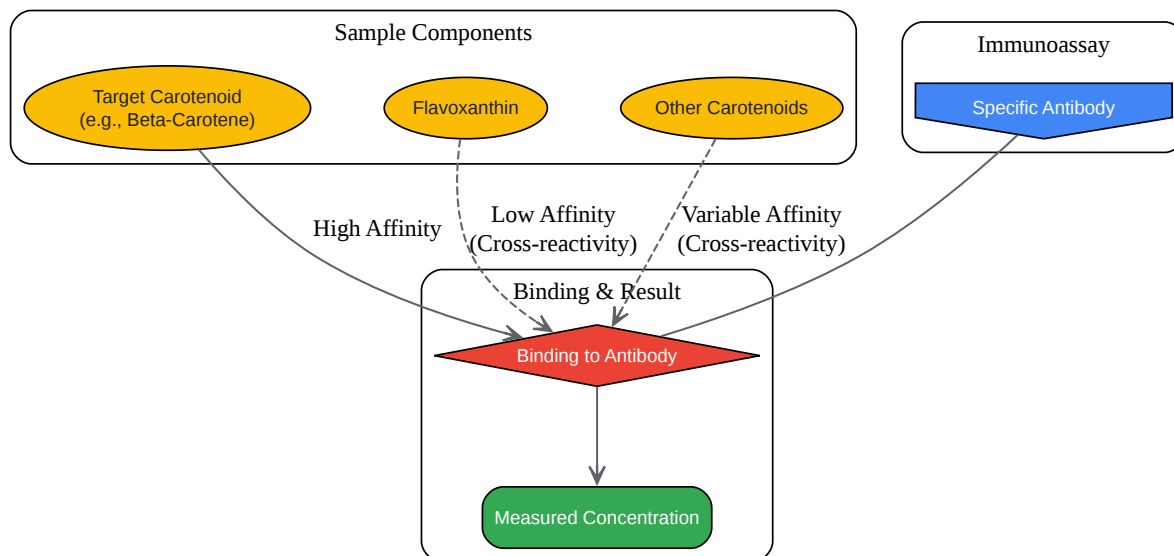 Sample Components
Immunoassay
Target Carotenoid
(e.g., Beta-Carotene)
Flavoxanthin
Other Carotenoids
Specific Antibody
High Affinity
Low Affinity
(Cross-reactivity)
Variable Affinity
(Cross-reactivity)
Binding & Result
Binding to Antibody
Measured Concentration